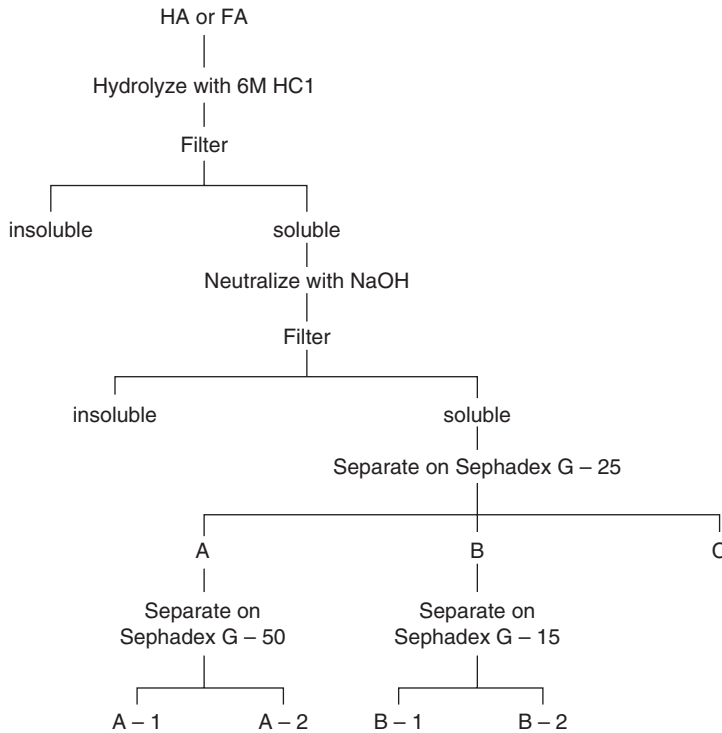 HA or FA
Hydrolyze with 6M HC1
Filter
insoluble soluble
Neutralize with NaOH
Filter
insoluble soluble
Separate on Sephadex G – 25
A B C
Separate on Separate on
Sephadex G – 50 Sephadex G – 15
A – 1 A – 2 B – 1 B – 2